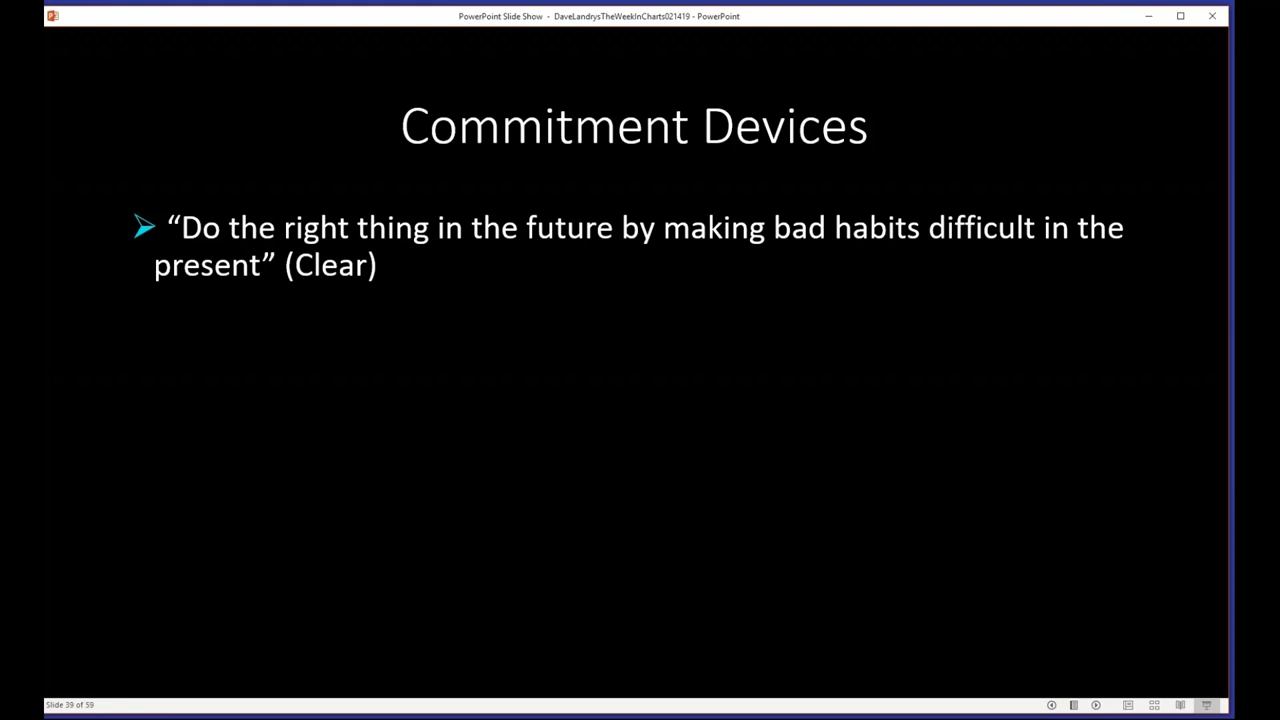 PowerPoint Slide Show - DaveLandrysTheWeekInCharts021419 - PowerPoint
Commitment Devices
“Do the right thing in the future by making bad habits difficult in the
present” (Clear)
Slide 39 of 59